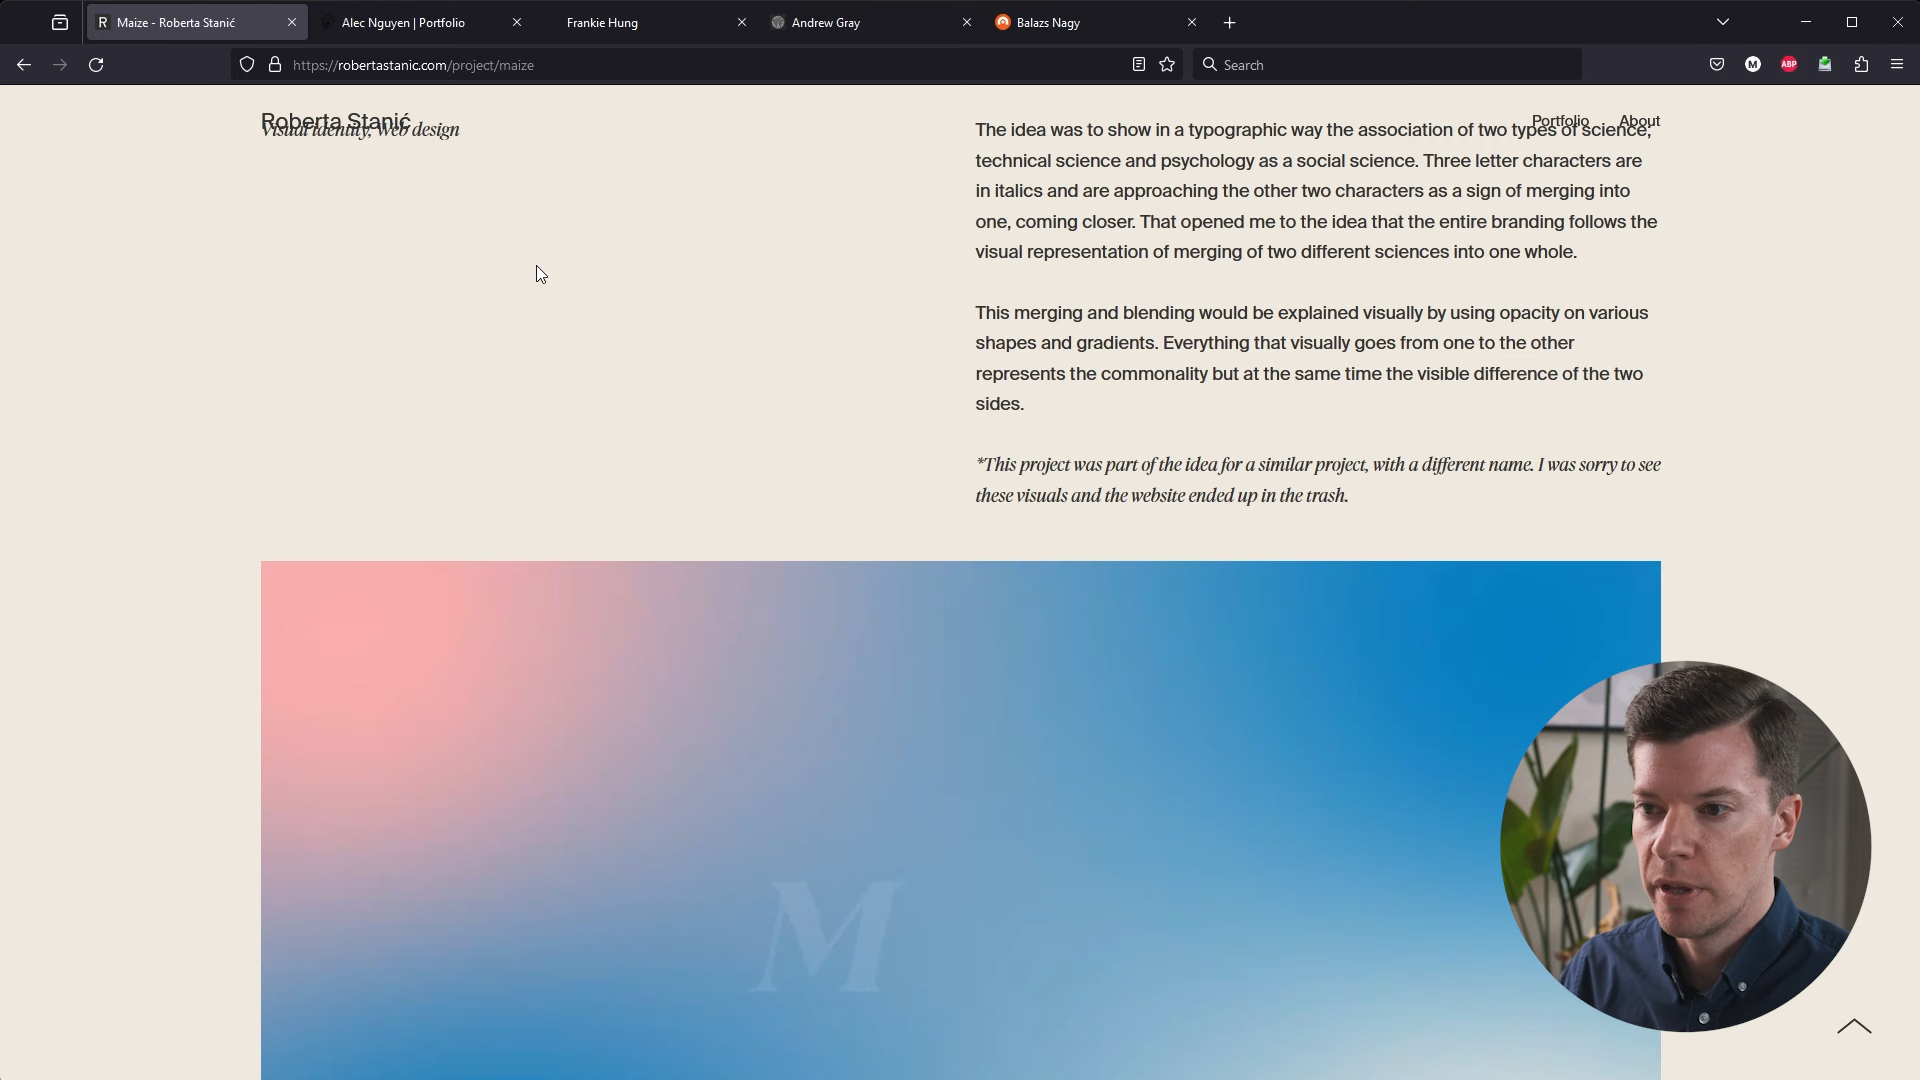 Maize - Roberta Stanić
Alec Nguyen | Portfolio
Frankie Hung
Andrew Gray
Balazs Nagy
https://robertastanic.com/project/maize
Search
M
ABP
Roberta Stanić
Visual identity, Web design
Portfolio
About
The idea was to show in a typographic way the association of two types of science;
technical science and psychology as a social science. Three letter characters are
in italics and are approaching the other two characters as a sign of merging into
one, coming closer. That opened me to the idea that the entire branding follows the
visual representation of merging of two different sciences into one whole.
This merging and blending would be explained visually by using opacity on various
shapes and gradients. Everything that visually goes from one to the other
represents the commonality but at the same time the visible difference of the two
sides.
*This project was part of the idea for a similar project, with a different name. I was sorry to see
these visuals and the website ended up in the trash.
M